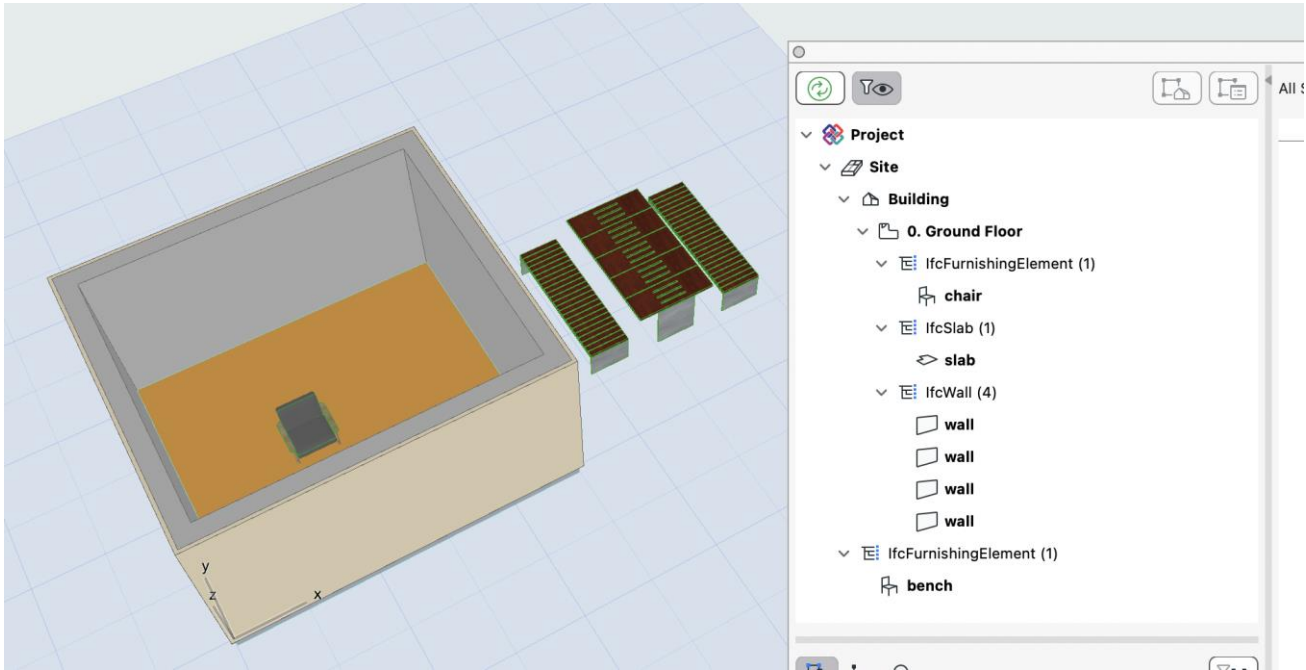 All S
Project
Site
Building
0. Ground Floor
IfcFurnishingElement (1)
chair
IfcSlab (1)
slab
IfcWall (4)
wall
wall
wall
wall
IfcFurnishingElement (1)
bench
y
z
x